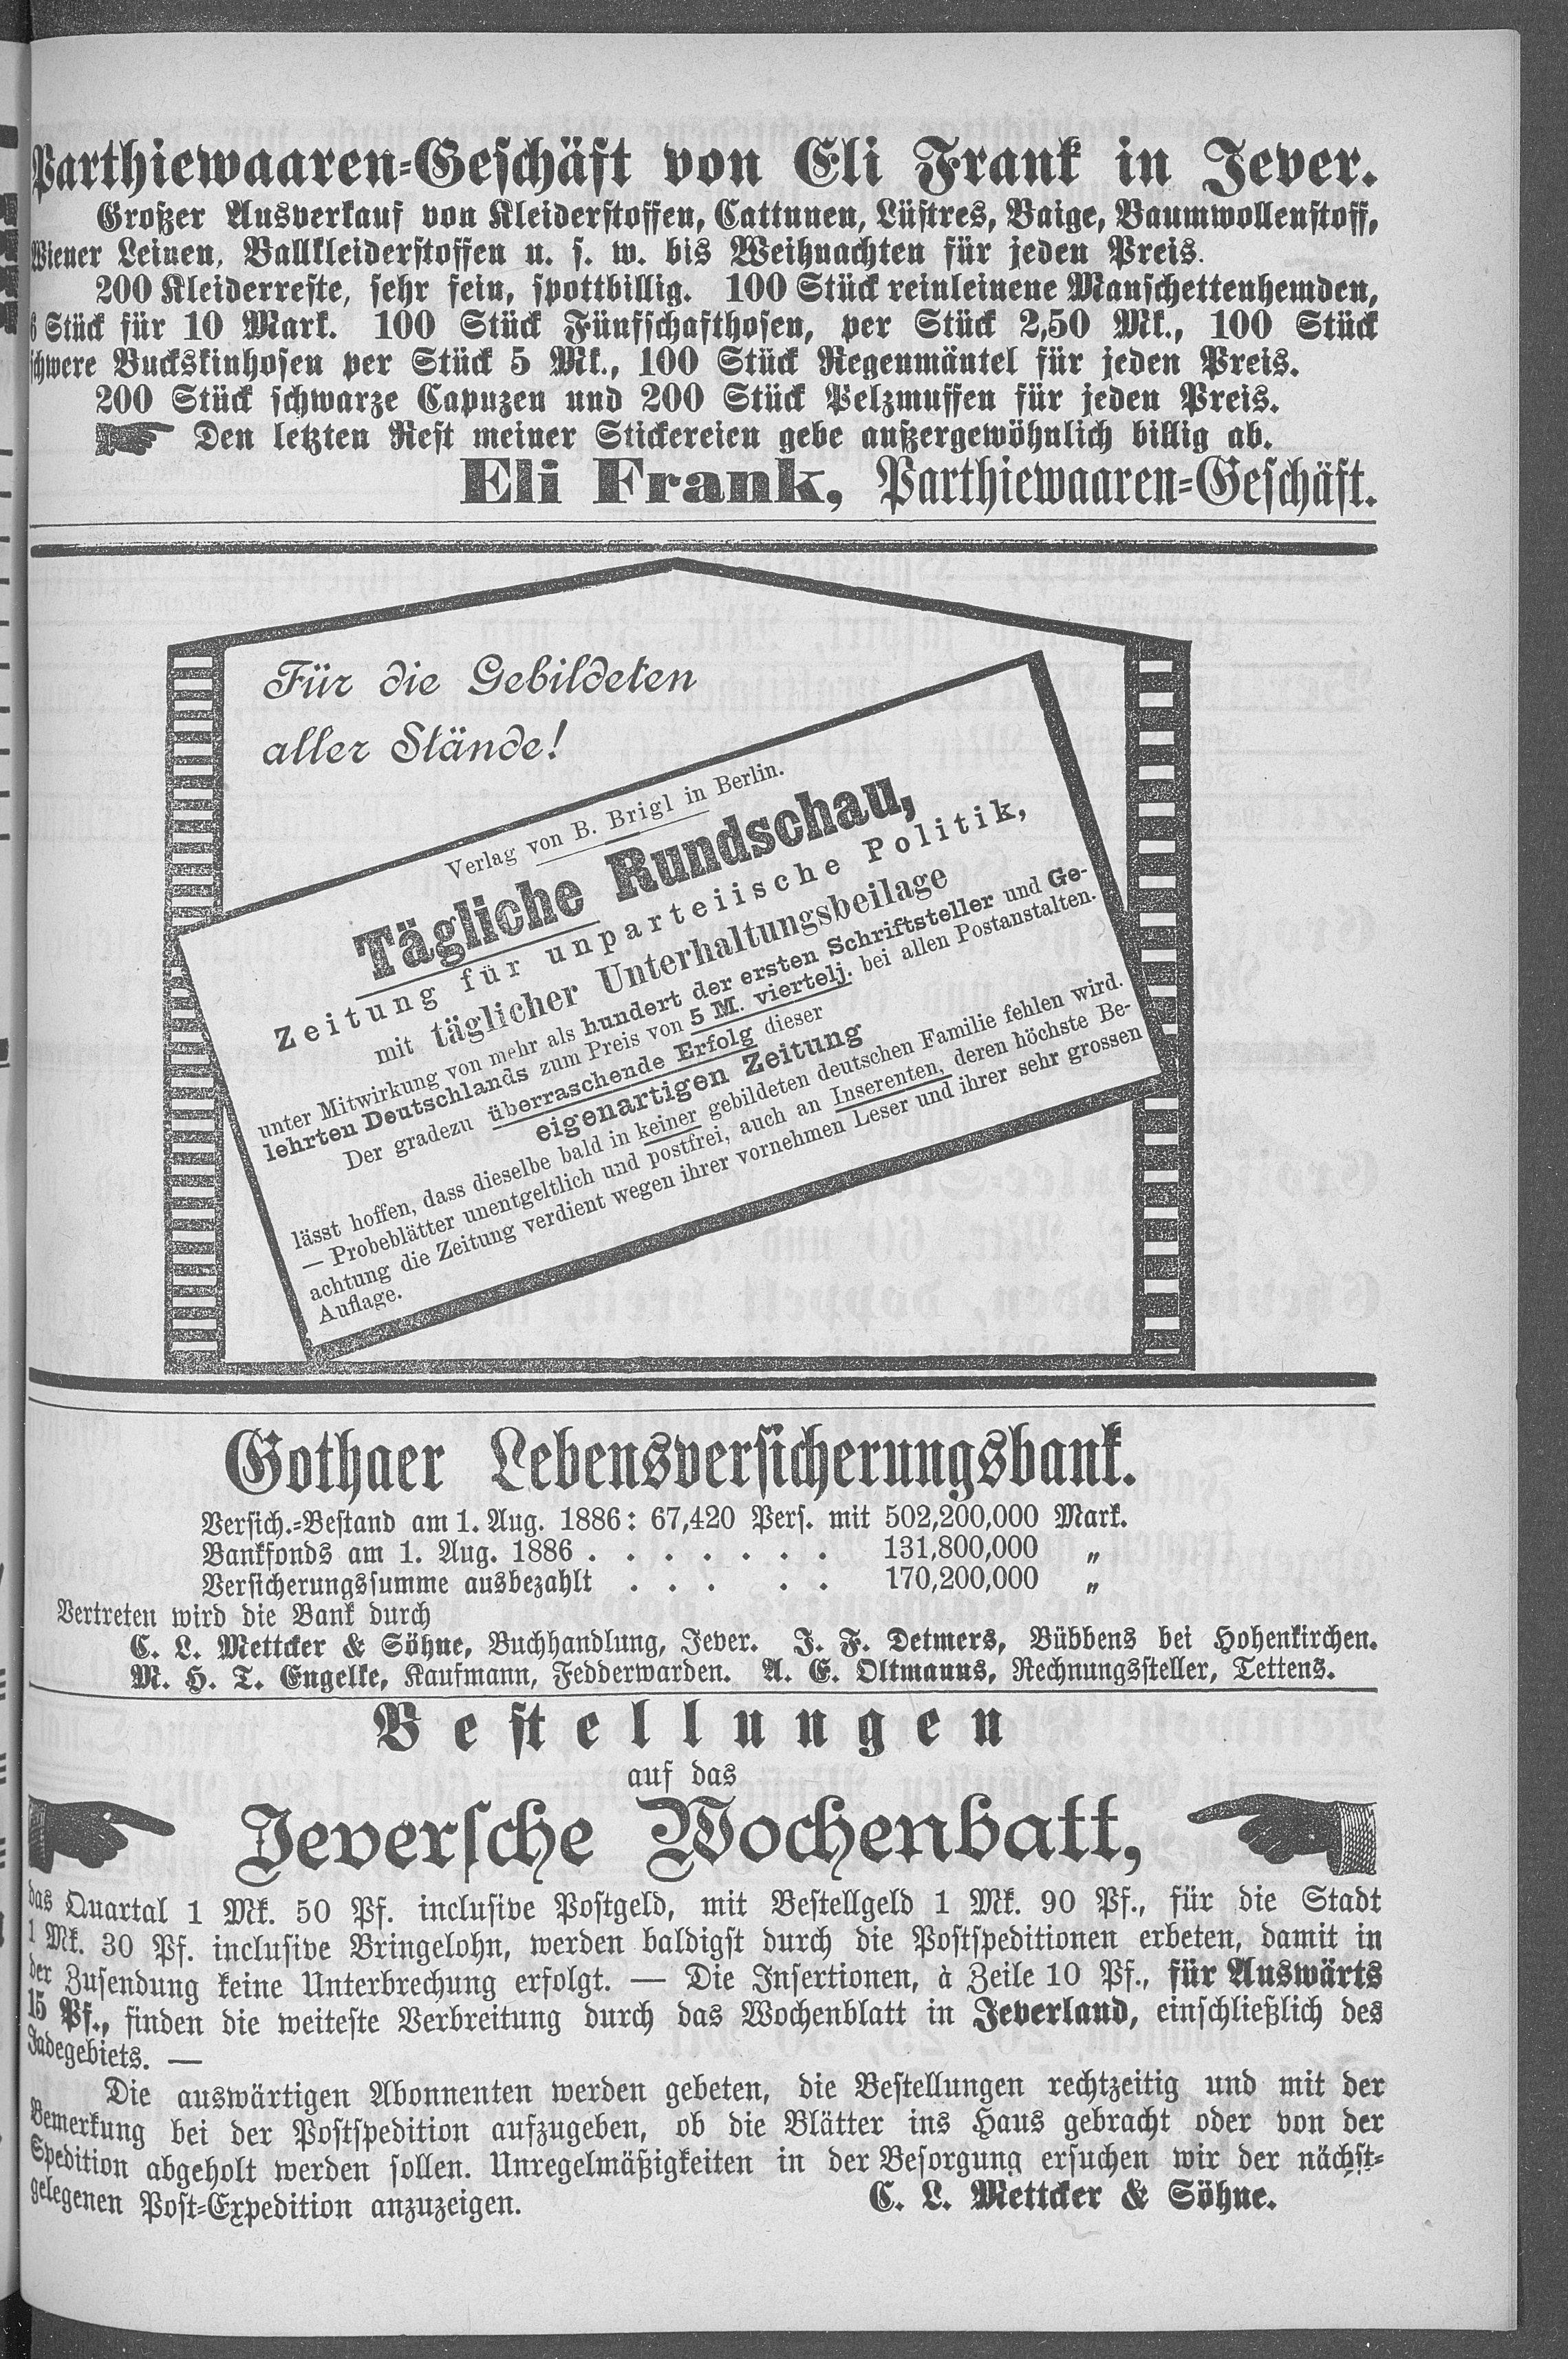 Parthiewaaren-Geschäft von Eli Frank in Jever.
Großer Ausverkauf von Kleiderstoffen, Cattunen, Lüstres, Baige, Baumwollenstoff,
Wiener Leinen, Ballkleiderstoffen u. s. w. bis Weihnachten für jeden Preis.
200 Kleiderreste, sehr fein, spottbillig. 100 Stück reinleinene Manschettenhemden,
6 Stück für 10 Mark. 100 Stück Fünfschafthosen, per Stück 2,50 Mk., 100 Stück
schwere Buckskinhosen per Stück 5 Mk., 100 Stück Regenmäntel für jeden Preis.
200 Stück schwarze Capuzen und 200 Stück Pelzmuffen für jeden Preis.
Den letzten Rest meiner Stickereien gebe außergewöhnlich billig ab.
Eli Frank, Parthiewaaren-Geschäft.
Für die Gebildeten
aller Stände!
Verlag von B. Brigl in Berlin.
Tägliche Rundschau,
Zeitung für unparteiische Politik,
mit täglicher Unterhaltungsbeilage
unter Mitwirkung von mehr als hundert der ersten Schriftsteller und Ge-
lehrten Deutschlands zum Preis von 5 M. viertelj. bei allen Postanstalten.
Der gradezu überraschende Erfolg dieser
eigenartigen Zeitung
lässt hoffen, dass dieselbe bald in keiner gebildeten deutschen Familie fehlen wird.
— Probeblätter unentgeltlich und postfrei, auch an Inserenten, deren höchste Be-
achtung die Zeitung verdient wegen ihrer vornehmen Leser und ihrer sehr grossen
Auflage.
Gothaer Lebensversicherungsbank.
Versich.-Bestand am 1. Aug. 1886: 67,420 Pers. mit 502,200,000 Mark.
Bankfonds am 1. Aug. 1886 . . . . . . . 131,800,000 „
Versicherungssumme ausbezahlt . . . . . 170,200,000 „
Vertreten wird die Bank durch
C. L. Mettcker & Söhne, Buchhandlung, Jever. J. F. Detmers, Bübbens bei Hohenkirchen.
M. H. T. Engelke, Kaufmann, Fedderwarden. A. E. Oltmanns, Rechnungssteller, Tettens.
Bestellungen
auf das
Jeversche Wochenbatt,
das Quartal 1 Mk. 50 Pf. inclusive Postgeld, mit Bestellgeld 1 Mk. 90 Pf., für die Stadt
1 Mk. 30 Pf. inclusive Bringelohn, werden baldigst durch die Postspeditionen erbeten, damit in
der Zusendung keine Unterbrechung erfolgt. — Die Insertionen, à Zeile 10 Pf., für Auswärts
15 Pf., finden die weiteste Verbreitung durch das Wochenblatt in Jeverland, einschließlich des
Jadegebiets. —
Die auswärtigen Abonnenten werden gebeten, die Bestellungen rechtzeitig und mit der
Bemerkung bei der Postspedition aufzugeben, ob die Blätter ins Haus gebracht oder von der
Spedition abgeholt werden sollen. Unregelmäßigkeiten in der Besorgung ersuchen wir der nächst-
gelegenen Post-Expedition anzuzeigen. C. L. Mettcker & Söhne.